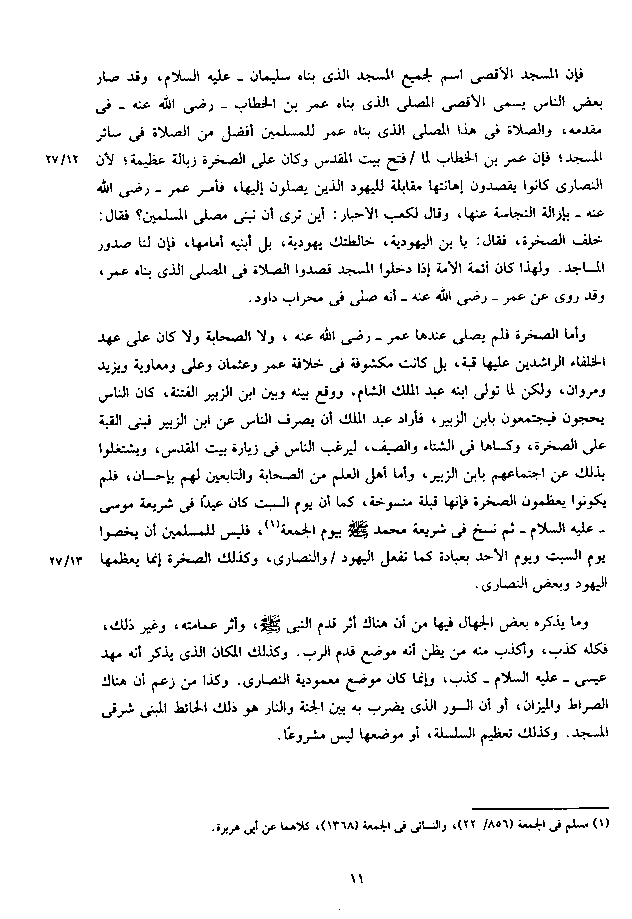 فإن المسجد الأقصى اسم لجميع المسجد الذى بناه سليمان ـ عليه السلام، وقد صار
بعض الناس يسمى الأقصى المصلى الذى بناه عمر بن الخطاب ـ رضى الله عنه ـ فى
مقدمه، والصلاة فى هذا المصلى الذى بناه عمر للمسلمين أفضل من الصلاة فى سائر
المسجد؛ فإن عمر بن الخطاب لما / فتح بيت المقدس وكان على الصخرة زبالة عظيمة؛ لأن
٢٧/١٢
النصارى كانوا يقصدون إهانتها مقابلة لليهود الذين يصلون إليها، فأمر عمر ـ رضى الله
عنه ـ بإزالة النجاسة عنها، وقال لكعب الأحبار: أين ترى أن نبنى مصلى المسلمين؟ فقال:
خلف الصخرة، فقال: يا بن اليهودية، خالطتك يهودية، بل أبنيه أمامها، فإن لنا صدور
المساجد. ولهذا كان أئمة الأمة إذا دخلوا المسجد قصدوا الصلاة فى المصلى الذى بناه عمر،
وقد روى عن عمر ـ رضى الله عنه ـ أنه صلى فى محراب داود.
وأما الصخرة فلم يصلى عندها عمر ـ رضى الله عنه ، ولا الصحابة ولا كان على عهد
الخلفاء الراشدين عليها قبة، بل كانت مكشوفة فى خلافة عمر وعثمان وعلى ومعاوية ويزيد
ومروان، ولكن لما تولى ابنه عبد الملك الشام، ووقع بينه وبين ابن الزبير الفتنة، كان الناس
يحجون فيجتمعون بابن الزبير، فأراد عبد الملك أن يصرف الناس عن ابن الزبير فبنى القبة
على الصخرة، وكساها فى الشتاء والصيف، ليرغب الناس فى زيارة بيت المقدس، ويشتغلوا
بذلك عن اجتماعهم بابن الزبير، وأما أهل العلم من الصحابة والتابعين لهم بإحسان، فلم
يكونوا يعظمون الصخرة فإنها قبلة منسوخة، كما أن يوم السبت كان عيدًا فى شريعة موسى
ـ عليه السلام ـ ثم نسخ فى شريعة محمد ﷺ بيوم الجمعة(١)، فليس للمسلمين أن يخصوا
يوم السبت ويوم الأحد بعبادة كما تفعل اليهود / والنصارى، وكذلك الصخرة إنما يعظمها
٢٧/١٣
اليهود وبعض النصارى.
وما يذكره بعض الجهال فيها من أن هناك أثر قدم النبى ﷺ، وأثر عمامته، وغير ذلك،
فكله كذب، وأكذب منه من يظن أنه موضع قدم الرب. وكذلك المكان الذى يذكر أنه مهد
عيسى ـ عليه السلام ـ كذب، وإنما كان موضع معمودية النصارى. وكذا من زعم أن هناك
الصراط والميزان، أو أن السور الذى يضرب به بين الجنة والنار هو ذلك الحائط المبنى شرقى
المسجد. وكذلك تعظيم السلسلة، أو موضعها ليس مشروعًا.
(١) مسلم فى الجمعة (٨٥٦/ ٢٢)، والنسائى فى الجمعة (١٣٦٨)، كلاهما عن أبى هريرة.
١١